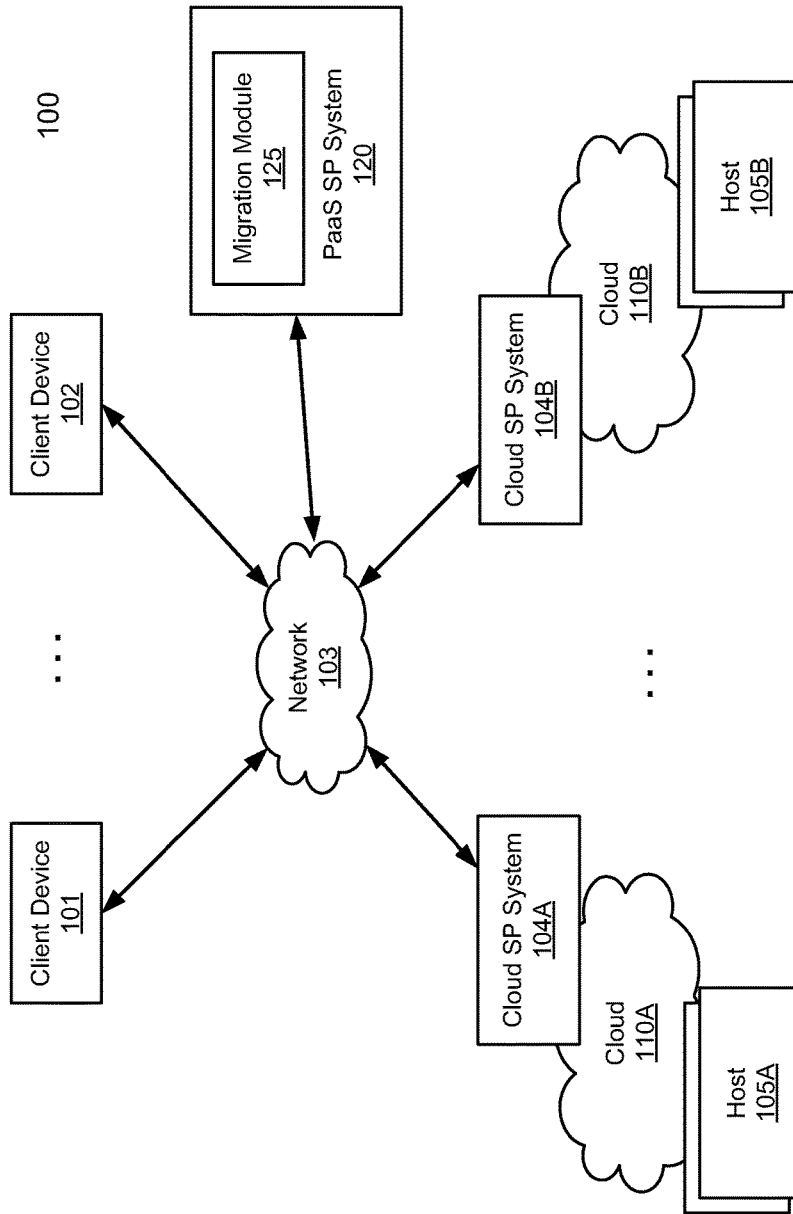 100
Client Device
101
...
Client Device
102
Migration Module
125
PaaS SP System
120
Network
103
Cloud SP System
104A
...
Cloud SP System
104B
Cloud
110A
Cloud
110B
Host
105A
Host
105B